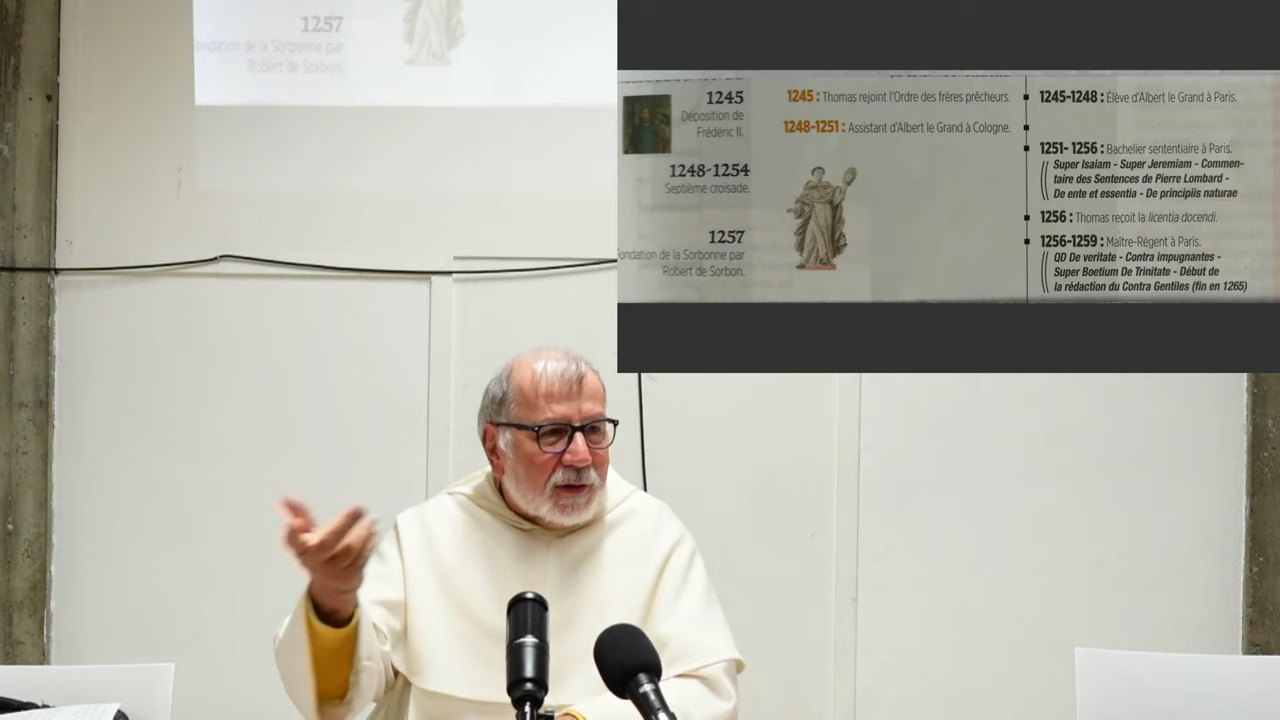 1257
Fondation de la Sorbonne par
Robert de Sorbon.
1245
Déposition de
Frédéric II.
1248-1254
Septième croisade.
1257
Fondation de la Sorbonne par
Robert de Sorbon.
1245 : Thomas rejoint l'Ordre des frères prêcheurs.
1248-1251 : Assistant d'Albert le Grand à Cologne.
1245-1248 : Élève d'Albert le Grand à Paris.
1251- 1256 : Bachelier sententiaire à Paris.
Super Isaiam - Super Jeremiam - Commen-
taire des Sentences de Pierre Lombard -
De ente et essentia - De principiis naturae
1256 : Thomas reçoit la licentia docendi.
1256-1259 : Maître-Régent à Paris.
QD De veritate - Contra impugnantes -
Super Boetium De Trinitate - Début de
la rédaction du Contra Gentiles (fin en 1265)